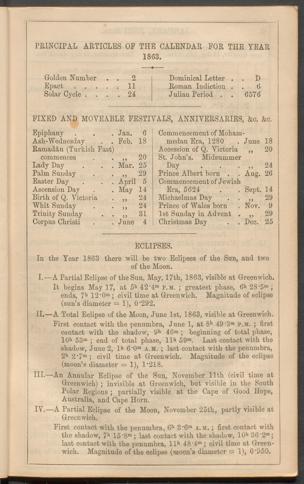 PRINCIPAL ARTICLES OF THE CALENDAR FOR THE YEAR
1863.
Golden Number . . 2
Epact . . . . . 11
Solar Cycle . . . . 24
Dominical Letter . . D
Roman Indiction . . 6
Julian Period . . 6576
FIXED AND MOVEABLE FESTIVALS, ANNIVERSARIES, &c. &c.
Epiphany . . . Jan. 6
Ash-Wednesday . . Feb. 18
Ramadân (Turkish Fast)
commences . . „ 20
Lady Day . . . Mar. 25
Palm Sunday . . „ 29
Easter Day . . . April 5
Ascension Day . . May 14
Birth of Q. Victoria . „ 24
Whit Sunday . . „ 24
Trinity Sunday . . „ 31
Corpus Christi . . June 4
Commencement of Moham-
medan Era, 1280 . June 18
Accession of Q. Victoria „ 20
St. John's. Midsummer
Day . . . „ 24
Prince Albert born . Aug. 26
Commencement of Jewish
Era, 5624 . . Sept. 14
Michaelmas Day . . „ 29
Prince of Wales born . Nov. 9
1st Sunday in Advent . „ 29
Christmas Day . . Dec. 25
ECLIPSES.
In the Year 1863 there will be two Eclipses of the Sun, and two
of the Moon.
I.—A Partial Eclipse of the Sun, May, 17th, 1863, visible at Greenwich.
It begins May 17, at 5h 42·4m P.M.; greatest phase, 6h 28·5m;
ends, 7h 12·0m; civil time at Greenwich. Magnitude of eclipse
(sun's diameter = 1), 0·292.
II.—A Total Eclipse of the Moon, June 1st, 1863, visible at Greenwich.
First contact with the penumbra, June 1, at 8h 49·3m P.M.; first
contact with the shadow, 9h 46m; beginning of total phase,
10h 53m; end of total phase, 11h 59m. Last contact with the
shadow, June 2, 1h 6·0m A.M.; last contact with the penumbra,
2h 2·7m; civil time at Greenwich. Magnitude of the eclipse
(moon's diameter = 1), 1·218.
III.—An Annular Eclipse of the Sun, November 11th (civil time at
Greenwich); invisible at Greenwich, but visible in the South
Polar Regions; partially visible at the Cape of Good Hope,
Australia, and Cape Horn.
IV.—A Partial Eclipse of the Moon, November 25th, partly visible at
Greenwich.
First contact with the penumbra, 6h 3·6m A.M.; first contact with
the shadow, 7h 15·8m; last contact with the shadow, 10h 36·2m;
last contact with the penumbra, 11h 48·4m; civil time at Green-
wich. Magnitude of the eclipse (moon's diameter = 1), 0·950.